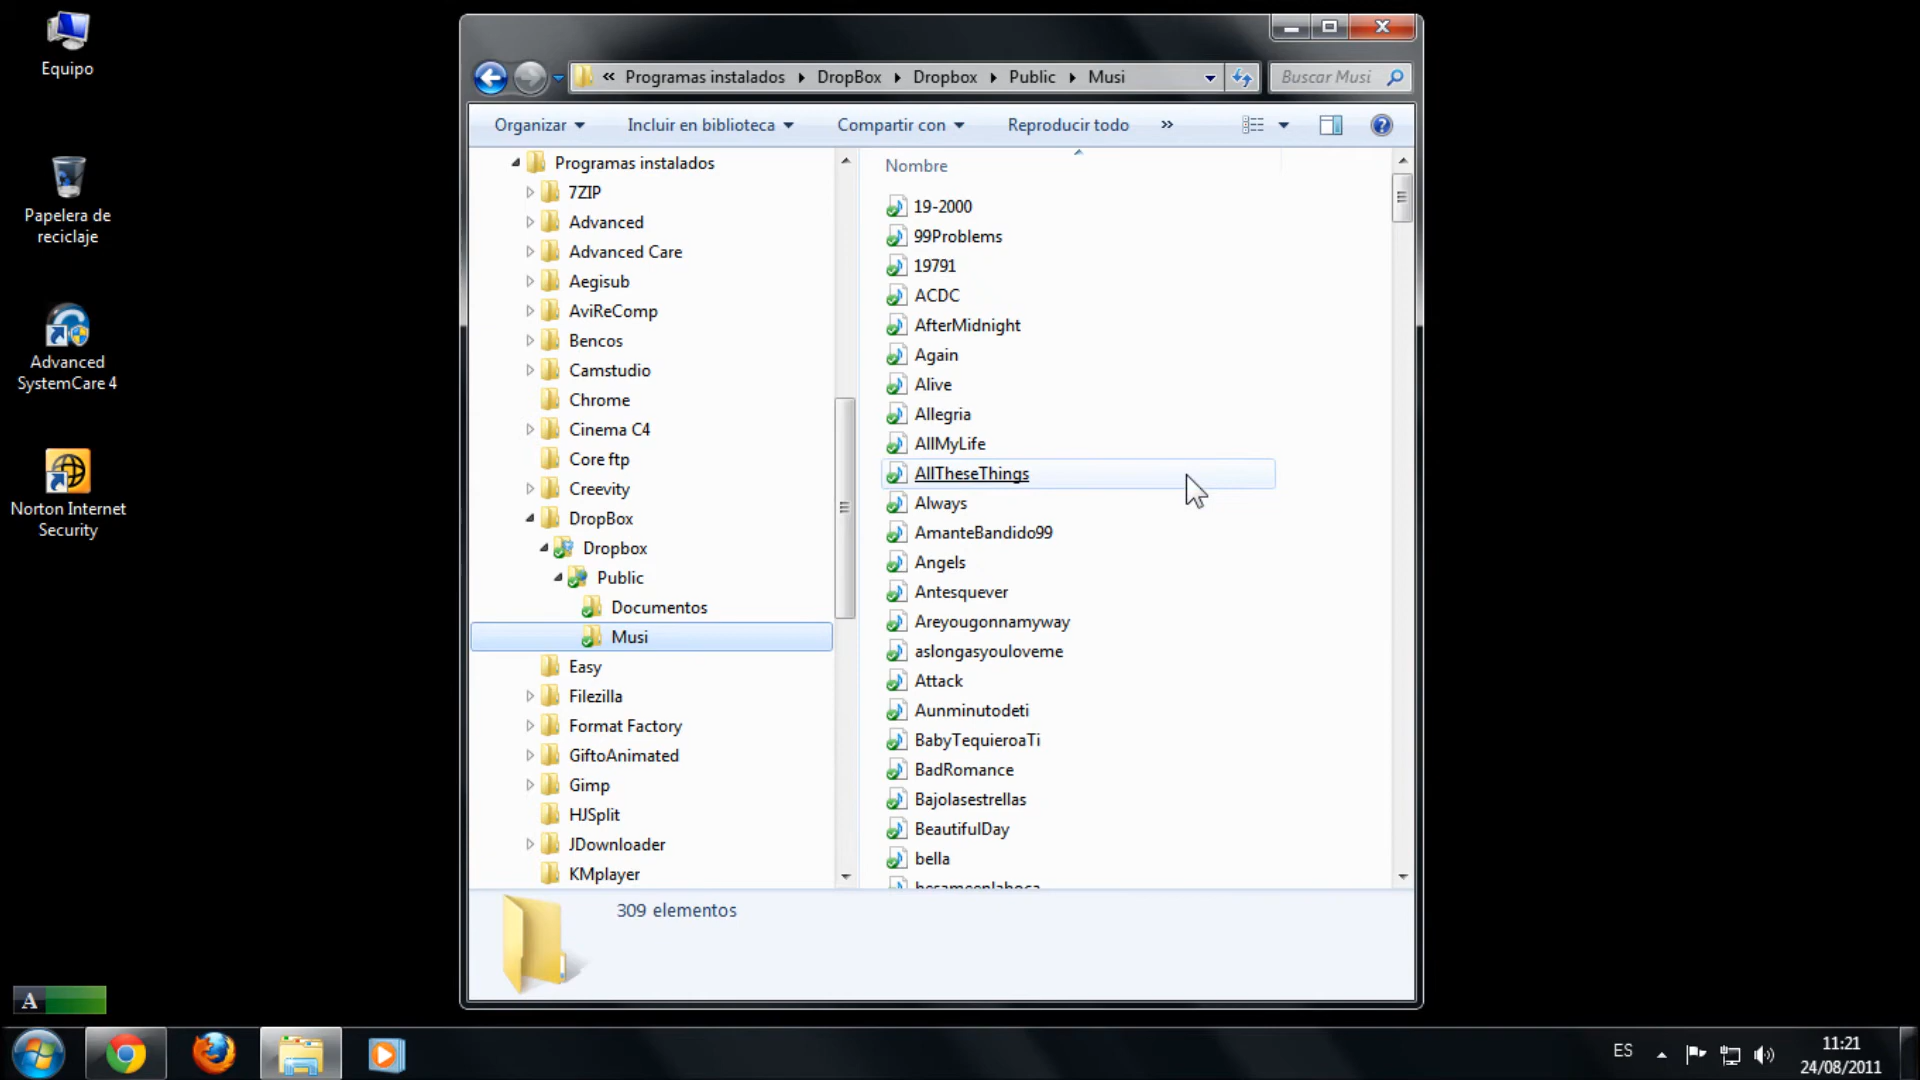 Equipo
Papelera de
reciclaje
Advanced
SystemCare 4
Norton Internet
Security
A
« Programas instalados DropBox Dropbox Public Musi
Buscar Musi
Organizar Incluir en biblioteca Compartir con Reproducir todo »
Programas instalados
7ZIP
Advanced
Advanced Care
Aegisub
AviReComp
Bencos
Camstudio
Chrome
Cinema C4
Core ftp
Creevity
DropBox
Dropbox
Public
Documentos
Musi
Easy
Filezilla
Format Factory
GiftoAnimated
Gimp
HJSplit
JDownloader
KMplayer
Nombre
19-2000
99Problems
19791
ACDC
AfterMidnight
Again
Alive
Allegria
AllMyLife
AllTheseThings
Always
AmanteBandido99
Angels
Antesquever
Areyougonnamyway
aslongasyouloveme
Attack
Aunminutodeti
BabyTequieroaTi
BadRomance
Bajolasestrellas
BeautifulDay
bella
besameenlaboca
309 elementos
ES
11:21
24/08/2011